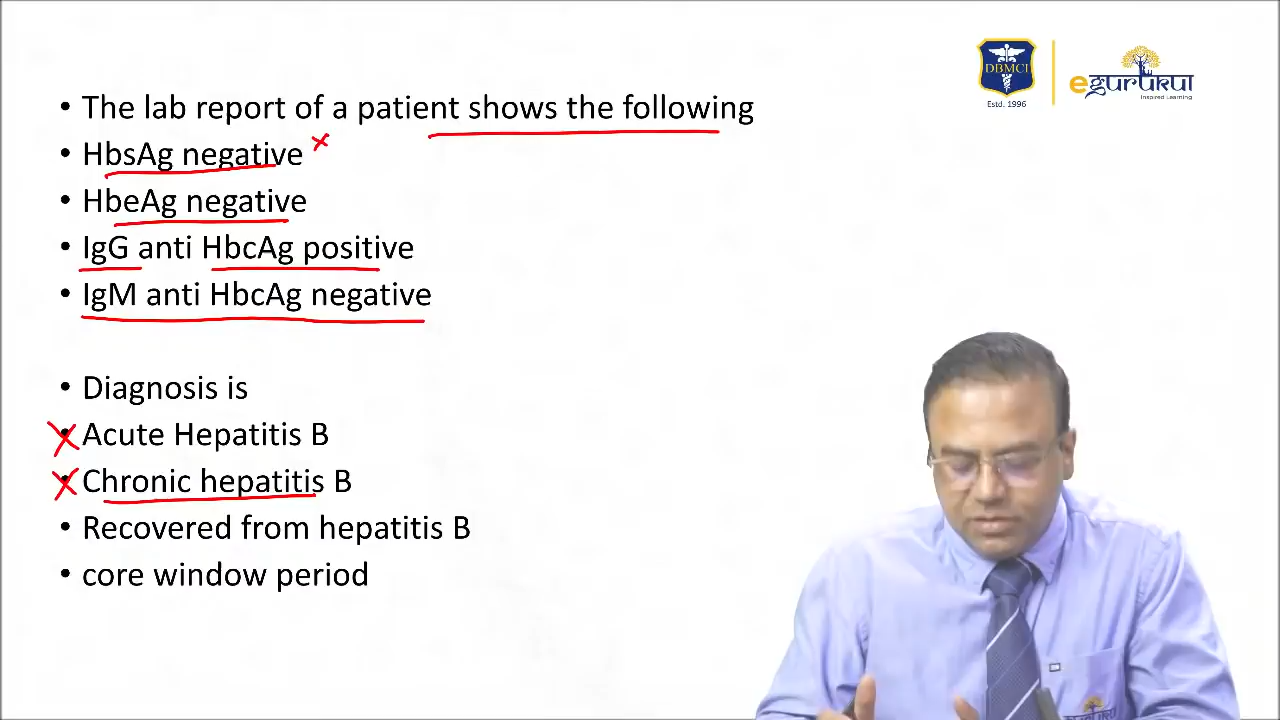 DBMCI
Estd. 1996
egurukul
Inspired Learning
• The lab report of a patient shows the following
• HbsAg negative
• HbeAg negative
• IgG anti HbcAg positive
• IgM anti HbcAg negative
• Diagnosis is
• Acute Hepatitis B
• Chronic hepatitis B
• Recovered from hepatitis B
• core window period